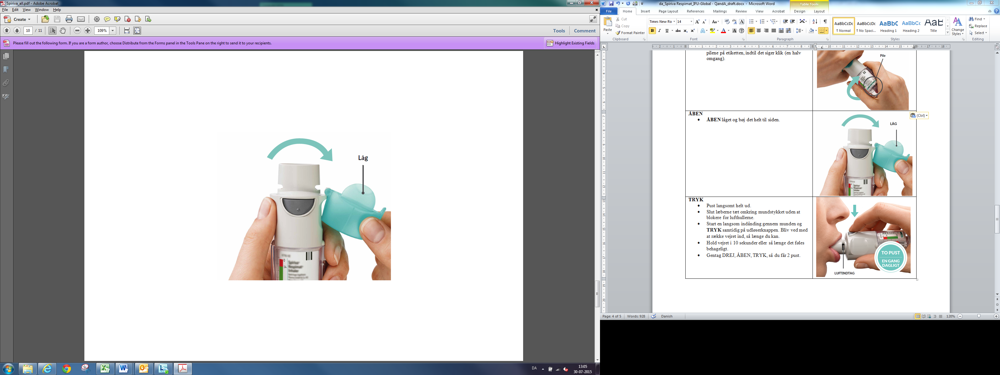 Spiriva_all.pdf - Adobe Acrobat
File Edit View Window Help
Create
10 / 11 109% Tools Comment
Please fill out the following form. If you are a form author, choose Distribute from the Forms panel in the Tools Pane on the right to send it to your recipients.
Highlight Existing Fields
Låg
0
14
Spiriva
Respimat
Inhaler
DA
13:05
30-07-2015
da_Spiriva Respimat_IFU-Global - QandA_draft.docx - Microsoft Word
Table Tools
File Home Insert Page Layout References Mailings Review View Acrobat Design Layout
Paste
Cut
Copy
Format Painter
Clipboard
Times New Ro 14
Font
Paragraph
AaBbCcDc AaBbCcDc AaBbC AaBbCc AaB
¶ Normal ¶ No Spaci... Heading 1 Heading 2 Title
Change Styles
Styles
Find
Replace
Select
Editing
pilene på etiketten, indtil det siger klik (en halv
omgang).
Pile
ÅBEN
• ÅBEN låget og bøj det helt til siden.
(Ctrl)
LÅG
TRYK
• Pust langsomt helt ud.
• Slut læberne tæt omkring mundstykket uden at
blokere for lufthullerne.
• Start en langsom indånding gennem munden og
TRYK samtidig på udløserknappen. Bliv ved med
at række vejret ind, så længe du kan.
• Hold vejret i 10 sekunder eller så længe det føles
behageligt.
• Gentag DREJ, ÅBEN, TRYK, så du får 2 pust.
TO PUST
EN GANG
DAGLIGT
LUFTINDTAG
Page: 4 of 5 Words: 928 Danish 120%